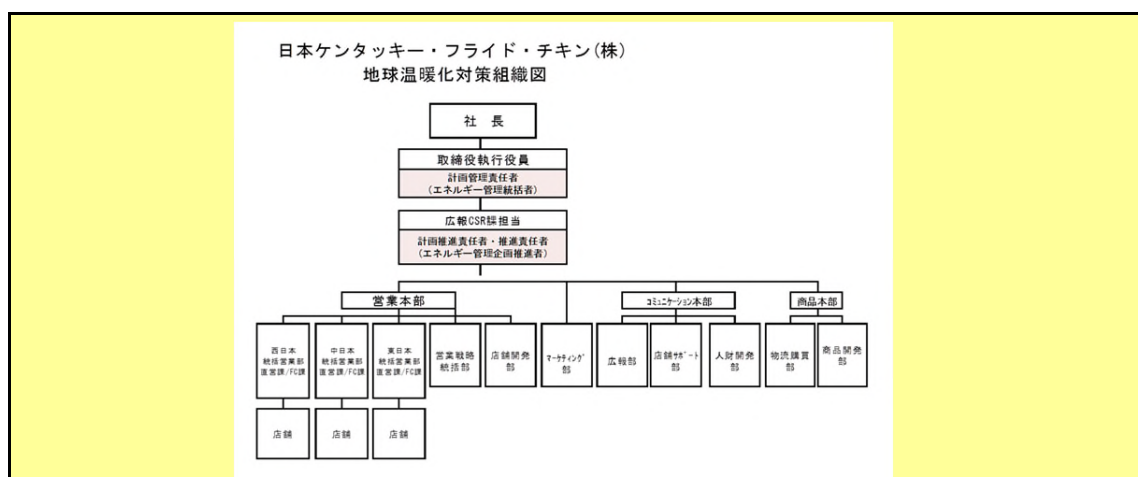 日本ケンタッキー・フライド・チキン(株)
地球温暖化対策組織図
社 長
取締役執行役員
計画管理責任者
(エネルギー管理統括者)
広報CSR課担当
計画推進責任者・推進責任者
(エネルギー管理企画推進者)
営業本部
コミュニケーション本部
商品本部
西日本
統括営業部
直営課/FC課
中日本
統括営業部
直営課/FC課
東日本
統括営業部
直営課/FC課
営業戦略
統括部
店舗開発
部
マーケティング
部
広報部
店舗サポート
部
人財開発
部
物流購買
部
商品開発
部
店舗
店舗
店舗